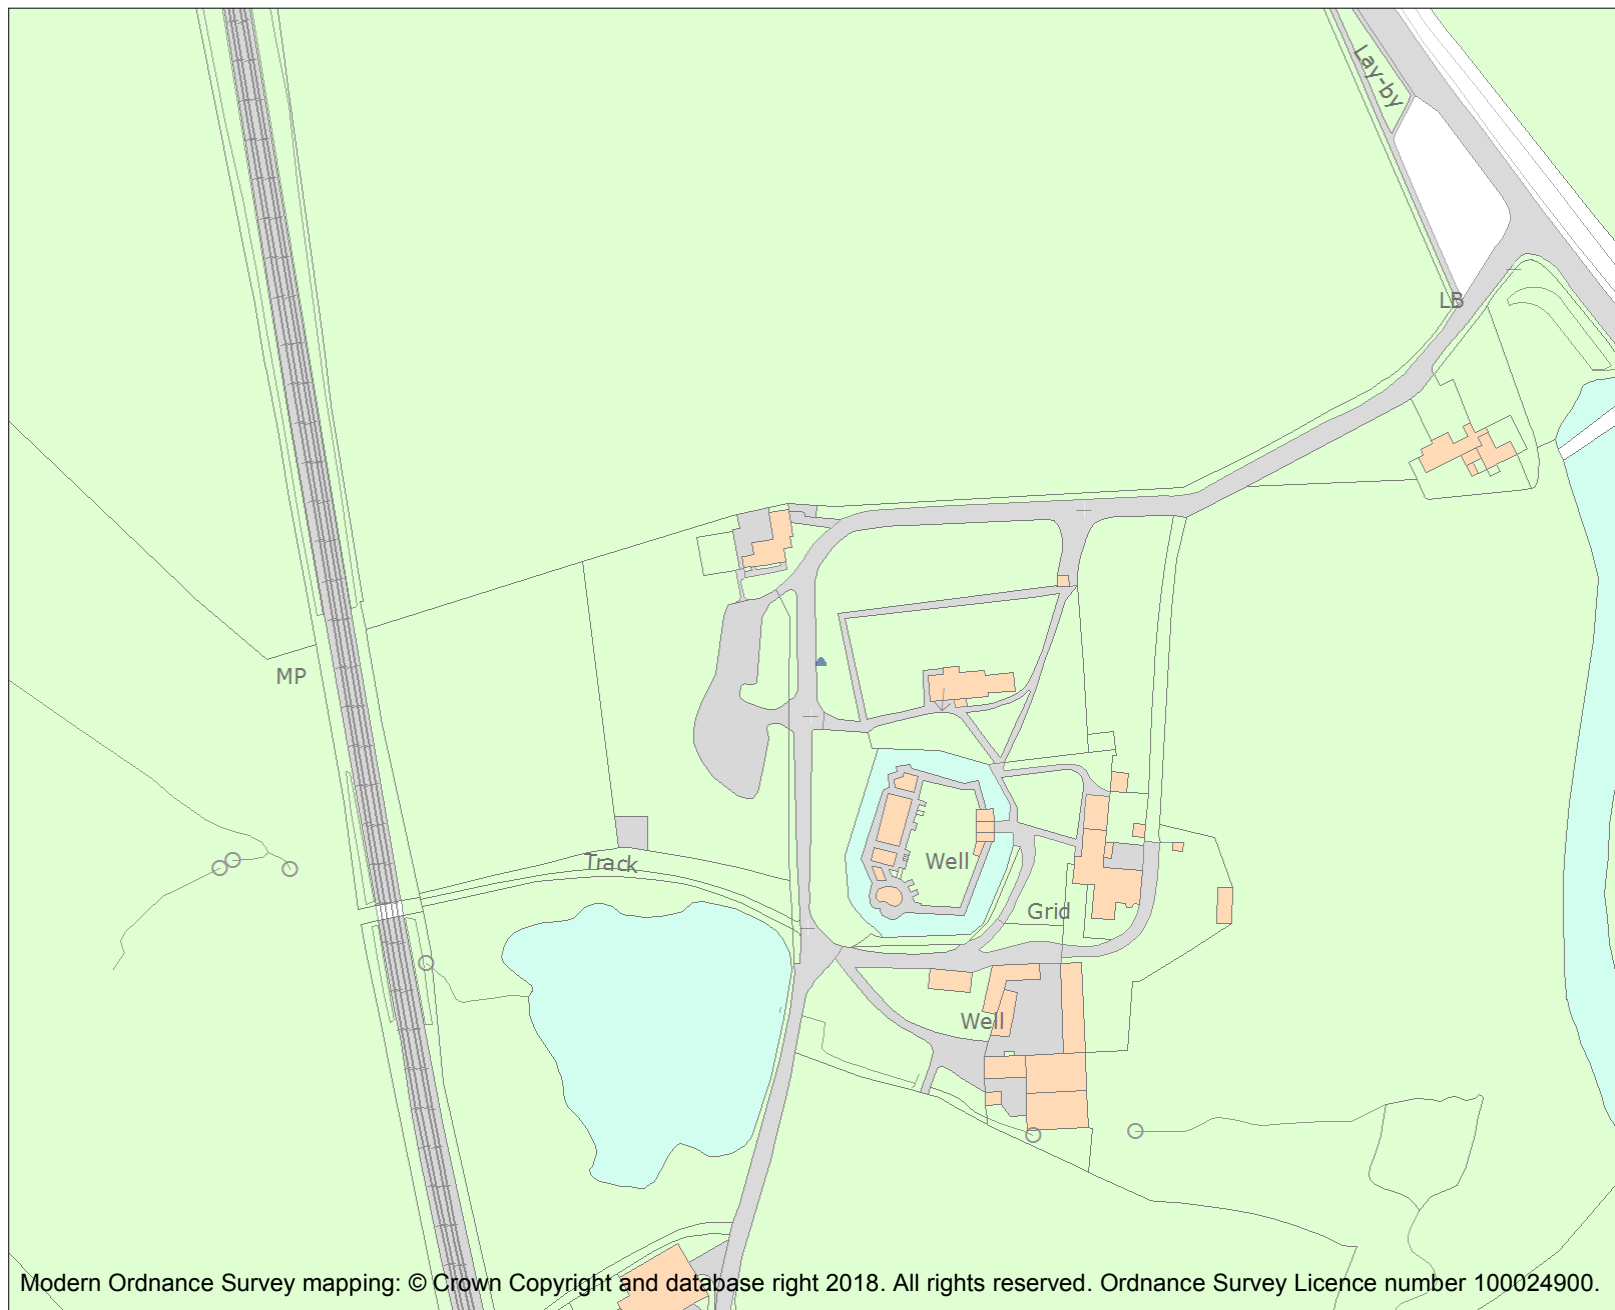 Lay-by
LB
MP
Track
Well
Grid
Well
Modern Ordnance Survey mapping: © Crown Copyright and database right 2018. All rights reserved. Ordnance Survey Licence number 100024900.